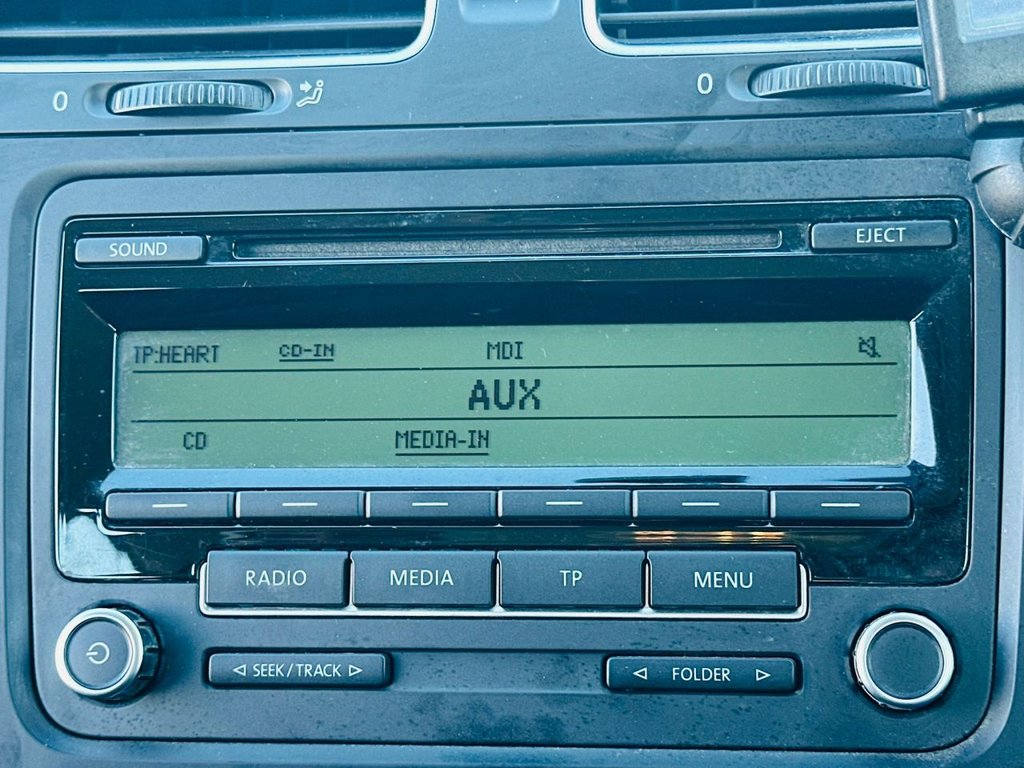 0
0
SOUND
EJECT
TP:HEART CD-IN MDI
AUX
CD MEDIA-IN
RADIO MEDIA TP MENU
SEEK/TRACK
FOLDER